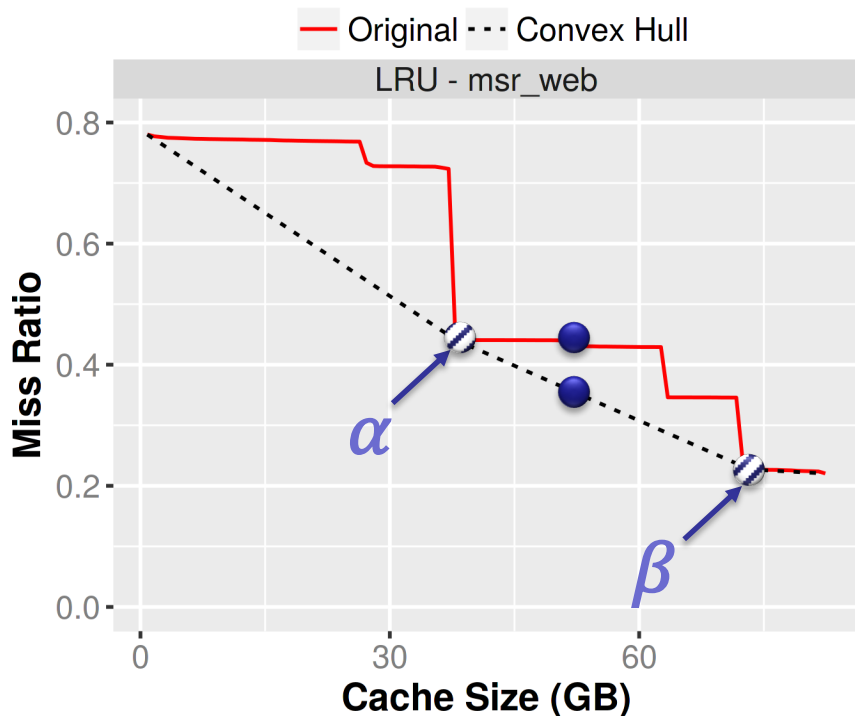 Original Convex Hull
LRU - msr_web
0.8
0.6
0.4
0.2
0.0
Miss Ratio
α
β
0 30 60
Cache Size (GB)